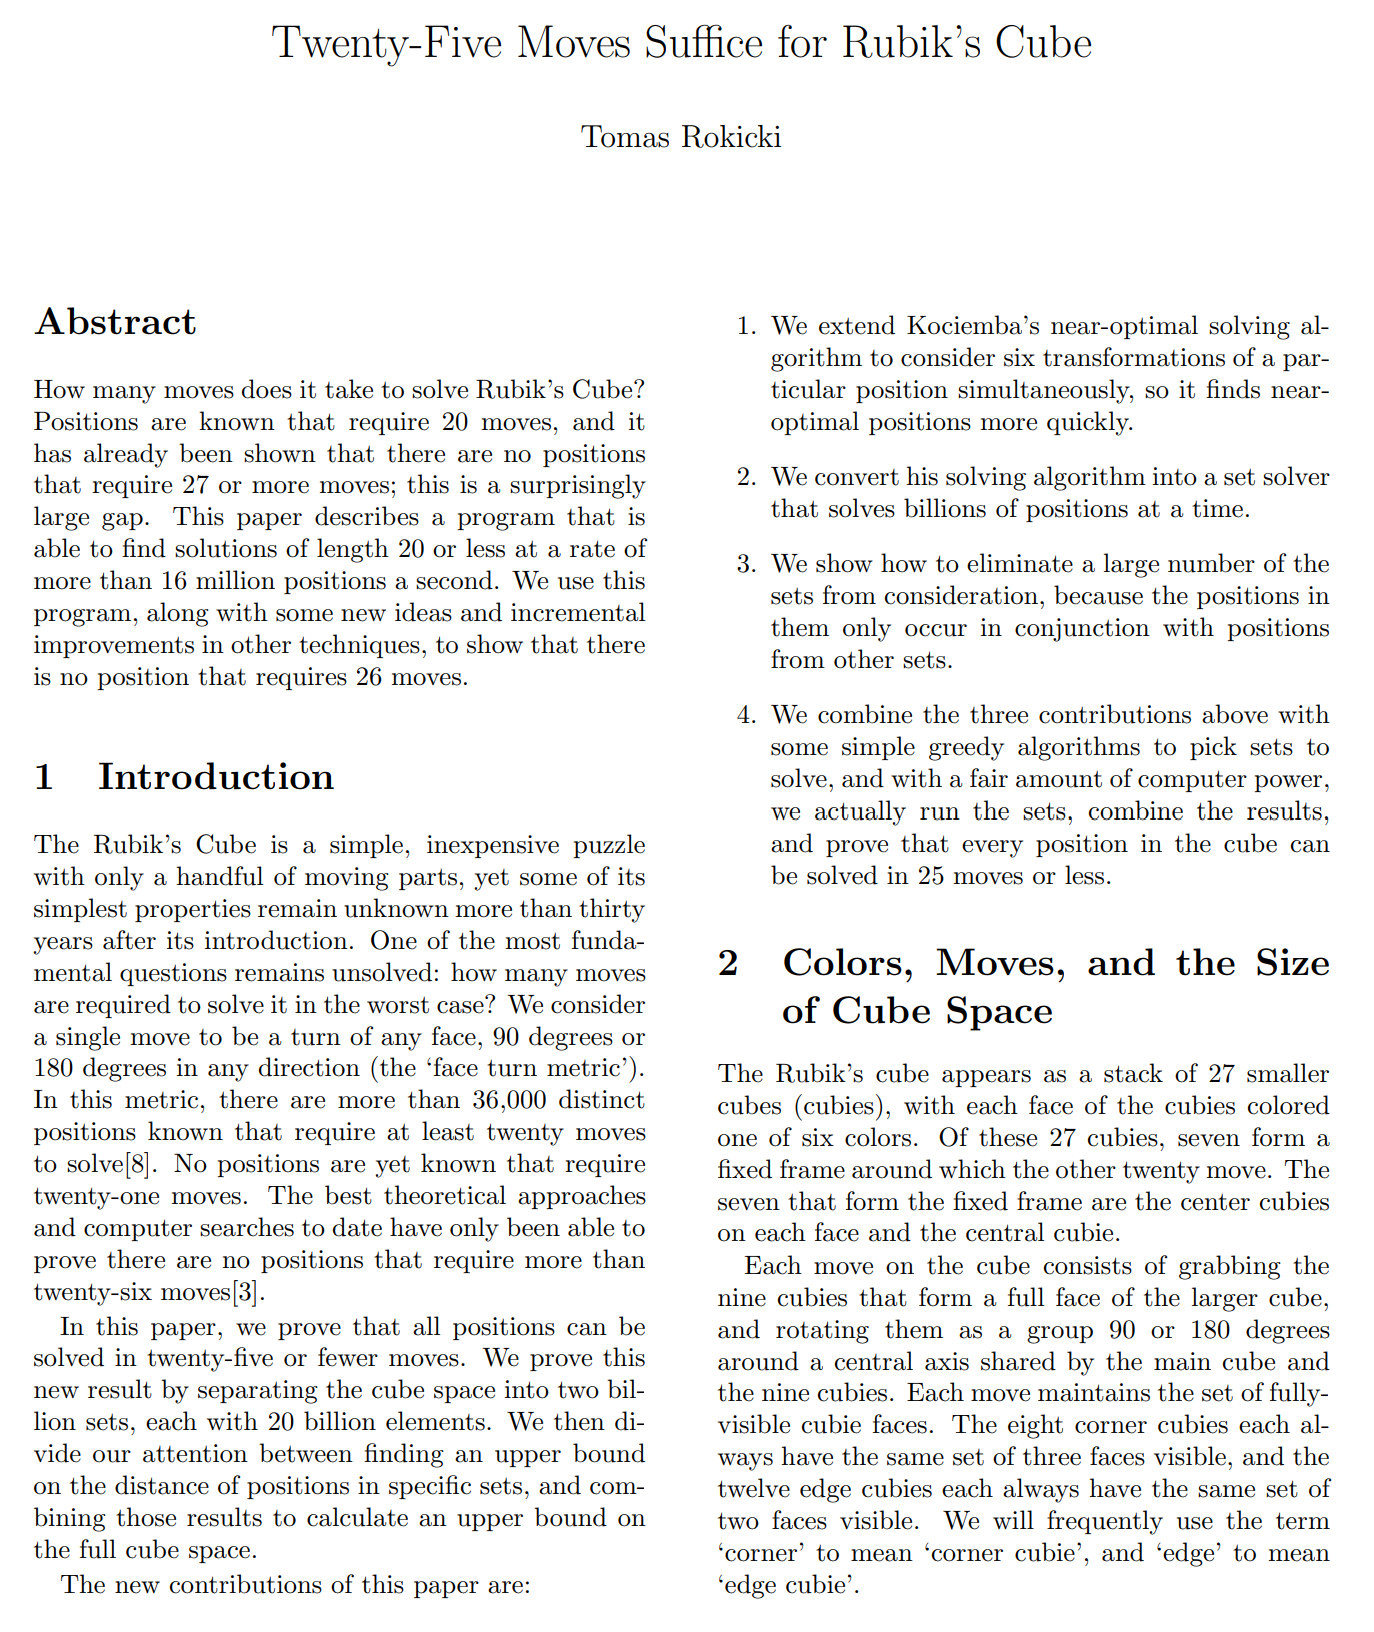 Twenty-Five Moves Suffice for Rubik's Cube
Tomas Rokicki
Abstract
How many moves does it take to solve Rubik's Cube?
Positions are known that require 20 moves, and it
has already been shown that there are no positions
that require 27 or more moves; this is a surprisingly
large gap. This paper describes a program that is
able to find solutions of length 20 or less at a rate of
more than 16 million positions a second. We use this
program, along with some new ideas and incremental
improvements in other techniques, to show that there
is no position that requires 26 moves.
1 Introduction
The Rubik's Cube is a simple, inexpensive puzzle
with only a handful of moving parts, yet some of its
simplest properties remain unknown more than thirty
years after its introduction. One of the most funda-
mental questions remains unsolved: how many moves
are required to solve it in the worst case? We consider
a single move to be a turn of any face, 90 degrees or
180 degrees in any direction (the 'face turn metric').
In this metric, there are more than 36,000 distinct
positions known that require at least twenty moves
to solve[8]. No positions are yet known that require
twenty-one moves. The best theoretical approaches
and computer searches to date have only been able to
prove there are no positions that require more than
twenty-six moves[3].
In this paper, we prove that all positions can be
solved in twenty-five or fewer moves. We prove this
new result by separating the cube space into two bil-
lion sets, each with 20 billion elements. We then di-
vide our attention between finding an upper bound
on the distance of positions in specific sets, and com-
bining those results to calculate an upper bound on
the full cube space.
The new contributions of this paper are:
1. We extend Kociemba's near-optimal solving al-
gorithm to consider six transformations of a par-
ticular position simultaneously, so it finds near-
optimal positions more quickly.
2. We convert his solving algorithm into a set solver
that solves billions of positions at a time.
3. We show how to eliminate a large number of the
sets from consideration, because the positions in
them only occur in conjunction with positions
from other sets.
4. We combine the three contributions above with
some simple greedy algorithms to pick sets to
solve, and with a fair amount of computer power,
we actually run the sets, combine the results,
and prove that every position in the cube can
be solved in 25 moves or less.
2 Colors, Moves, and the Size
of Cube Space
The Rubik's cube appears as a stack of 27 smaller
cubes (cubies), with each face of the cubies colored
one of six colors. Of these 27 cubies, seven form a
fixed frame around which the other twenty move. The
seven that form the fixed frame are the center cubies
on each face and the central cubie.
Each move on the cube consists of grabbing the
nine cubies that form a full face of the larger cube,
and rotating them as a group 90 or 180 degrees
around a central axis shared by the main cube and
the nine cubies. Each move maintains the set of fully-
visible cubie faces. The eight corner cubies each al-
ways have the same set of three faces visible, and the
twelve edge cubies each always have the same set of
two faces visible. We will frequently use the term
'corner' to mean 'corner cubie', and 'edge' to mean
'edge cubie'.